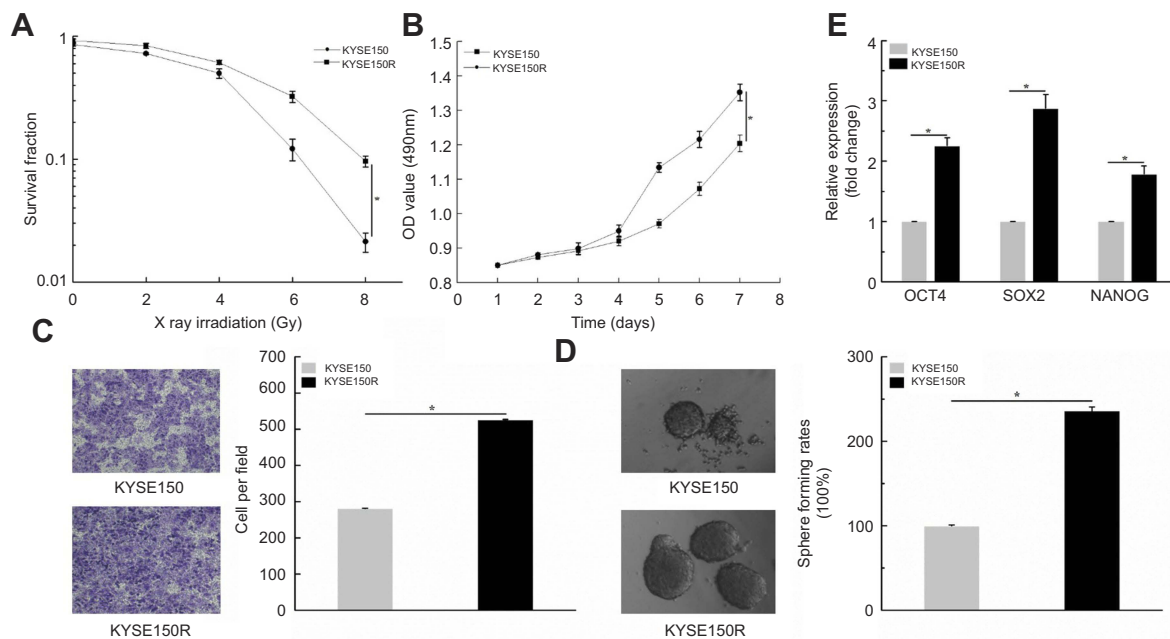 A
Survival fraction
1
0.1
0.01
0
2
4
6
8
X ray irradiation (Gy)
KYSE150
KYSE150R
*
B
OD value (490nm)
1.5
1.4
1.3
1.2
1.1
1.0
0.9
0.8
0
1
2
3
4
5
6
7
8
Time (days)
KYSE150
KYSE150R
*
E
Relative expression
(fold change)
4
3
2
1
0
KYSE150
KYSE150R
*
*
*
OCT4
SOX2
NANOG
C
KYSE150
KYSE150R
Cell per field
700
600
500
400
300
200
100
0
KYSE150
KYSE150R
*
D
KYSE150
KYSE150R
Sphere forming rates
(100%)
300
200
100
0
KYSE150
KYSE150R
*